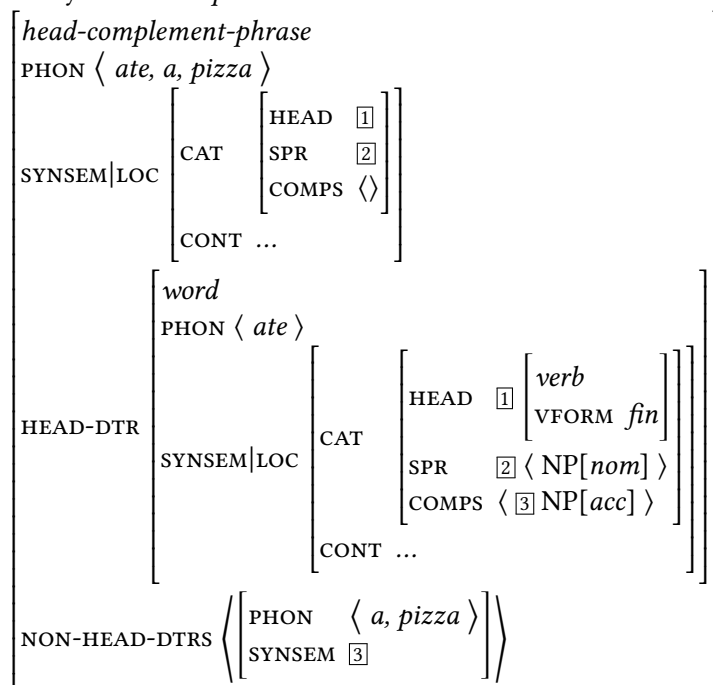 head-complement-phrase
PHON ⟨ ate, a, pizza ⟩
HEAD 1
CAT SPR 2
SYNSEM|LOC COMPS ⟨⟩
CONT ...
word
PHON ⟨ ate ⟩
verb
HEAD 1 VFORM fin
CAT
HEAD-DTR SYNSEM|LOC SPR 2 ⟨ NP[nom] ⟩
COMPS ⟨ 3 NP[acc] ⟩
CONT ...
PHON ⟨ a, pizza ⟩
NON-HEAD-DTRS ⟨ SYNSEM 3 ⟩